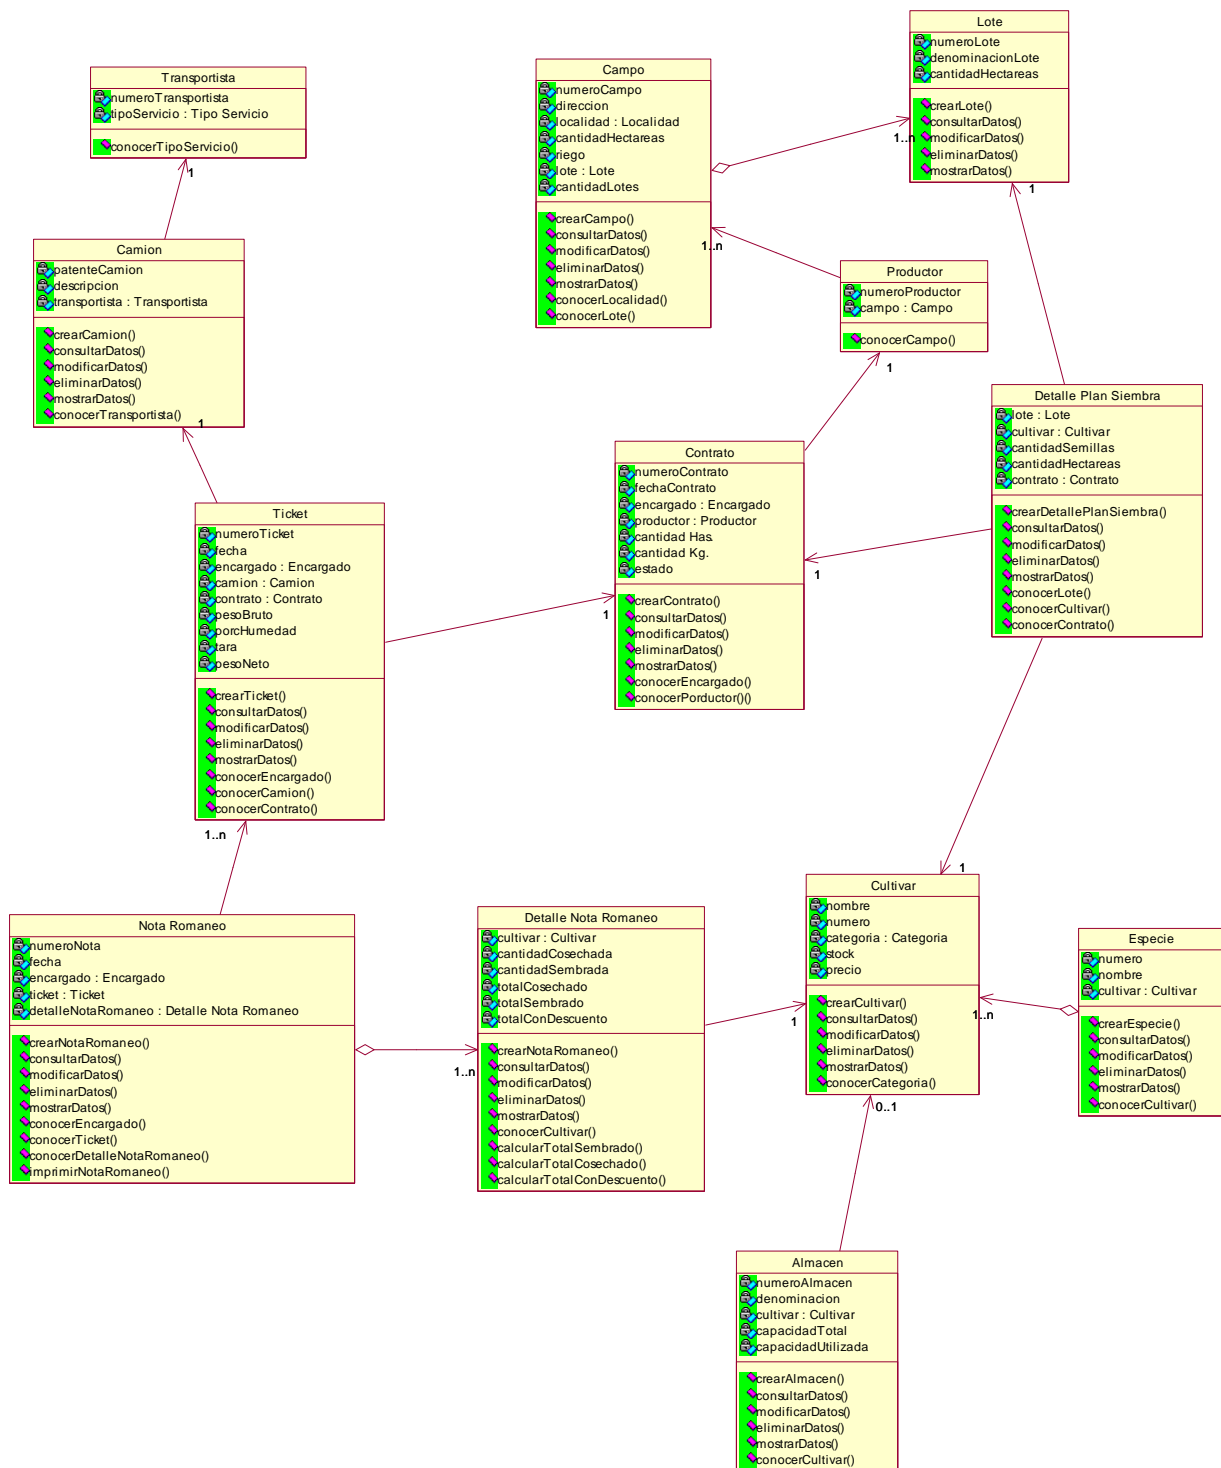 Lote
numeroLote
denominacionLote
cantidadHectareas
crearLote()
consultarDatos()
modificarDatos()
eliminarDatos()
mostrarDatos()
1..n
1
Campo
numeroCampo
direccion
localidad : Localidad
cantidadHectareas
riego
lote : Lote
cantidadLotes
crearCampo()
consultarDatos()
modificarDatos()
eliminarDatos()
mostrarDatos()
conocerLocalidad()
conocerLote()
1..n
Transportista
numeroTransportista
tipoServicio : Tipo Servicio
conocerTipoServicio()
1
Camion
patenteCamion
descripcion
transportista : Transportista
crearCamion()
consultarDatos()
modificarDatos()
eliminarDatos()
mostrarDatos()
conocerTransportista()
1
Productor
numeroProductor
campo : Campo
conocerCampo()
1
Detalle Plan Siembra
lote : Lote
cultivar : Cultivar
cantidadSemillas
cantidadHectareas
contrato : Contrato
crearDetallePlanSiembra()
consultarDatos()
modificarDatos()
eliminarDatos()
mostrarDatos()
conocerLote()
conocerCultivar()
conocerContrato()
Contrato
numeroContrato
fechaContrato
encargado : Encargado
productor : Productor
cantidad Has.
cantidad Kg.
estado
crearContrato()
consultarDatos()
modificarDatos()
eliminarDatos()
mostrarDatos()
conocerEncargado()
conocerPorductor()()
1
1
Ticket
numeroTicket
fecha
encargado : Encargado
camion : Camion
contrato : Contrato
pesoBruto
porcHumedad
tara
pesoNeto
crearTicket()
consultarDatos()
modificarDatos()
eliminarDatos()
mostrarDatos()
conocerEncargado()
conocerCamion()
conocerContrato()
1..n
Nota Romaneo
numeroNota
fecha
encargado : Encargado
ticket : Ticket
detalleNotaRomaneo : Detalle Nota Romaneo
crearNotaRomaneo()
consultarDatos()
modificarDatos()
eliminarDatos()
mostrarDatos()
conocerEncargado()
conocerTicket()
conocerDetalleNotaRomaneo()
imprimirNotaRomaneo()
1..n
Detalle Nota Romaneo
cultivar : Cultivar
cantidadCosechada
cantidadSembrada
totalCosechado
totalSembrado
totalConDescuento
crearNotaRomaneo()
consultarDatos()
modificarDatos()
eliminarDatos()
mostrarDatos()
conocerCultivar()
calcularTotalSembrado()
calcularTotalCosechado()
calcularTotalConDescuento()
1
1
Cultivar
nombre
numero
categoria : Categoria
stock
precio
crearCultivar()
consultarDatos()
modificarDatos()
eliminarDatos()
mostrarDatos()
conocerCategoria()
1..n
0..1
Especie
numero
nombre
cultivar : Cultivar
crearEspecie()
consultarDatos()
modificarDatos()
eliminarDatos()
mostrarDatos()
conocerCultivar()
Almacen
numeroAlmacen
denominacion
cultivar : Cultivar
capacidadTotal
capacidadUtilizada
crearAlmacen()
consultarDatos()
modificarDatos()
eliminarDatos()
mostrarDatos()
conocerCultivar()